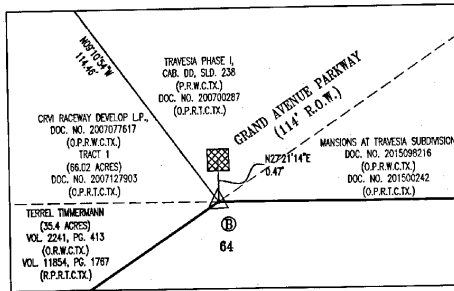 N09°10'54"W
114.46'
TRAVESIA PHASE I,
CAB. DD, SLD. 238
(P.R.W.C.TX.)
DOC. NO. 200700287
(O.P.R.T.C.TX.)
GRAND AVENUE PARKWAY
(114' R.O.W.)
CRVI RACEWAY DEVELOP L.P.,
DOC. NO. 2007077617
(O.P.R.W.C.TX.)
TRACT 1
(66.02 ACRES)
DOC. NO. 2007127903
(O.P.R.T.C.TX.)
N27°21'14"E
0.47'
MANSIONS AT TRAVESIA SUBDIVISION
DOC. NO. 2015098216
(O.P.R.W.C.TX.)
DOC. NO. 201500242
(O.P.R.T.C.TX.)
TERREL TIMMERMANN
(35.4 ACRES)
VOL. 2241, PG. 413
(O.R.W.C.TX.)
VOL. 11854, PG. 1767
(R.P.R.T.C.TX.)
B
64